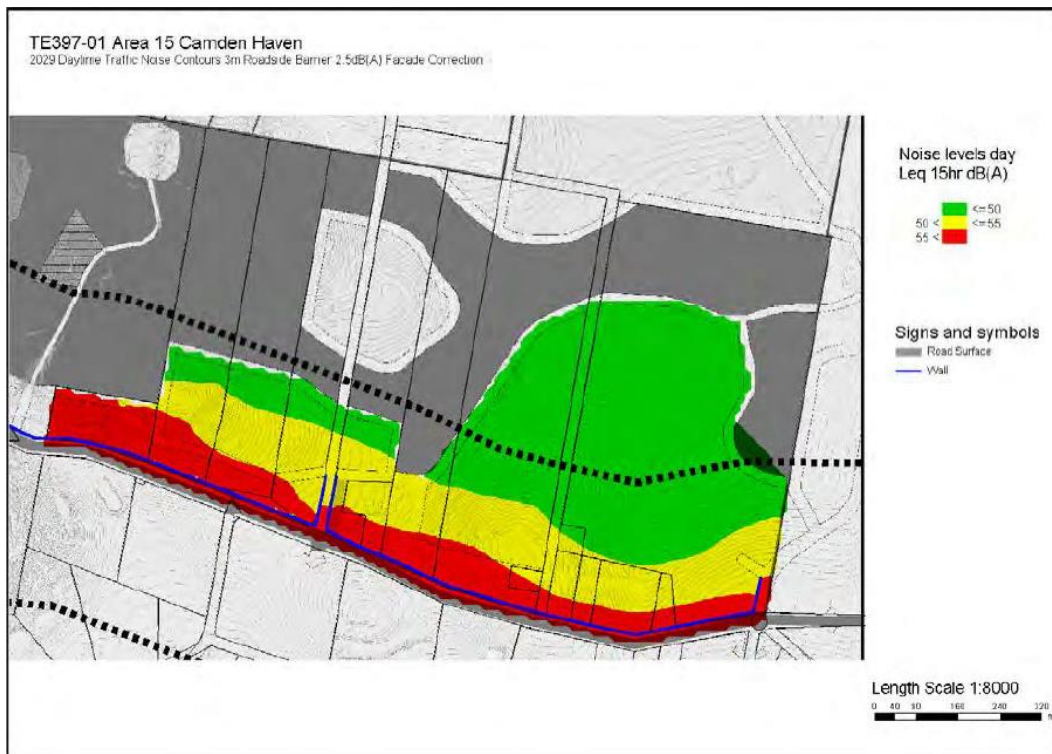 TE397-01 Area 15 Camden Haven
2029 Daytime Traffic Noise Contours 3m Roadside Barrier 2.5dB(A) Facade Correction
Noise levels day
Leq 15hr dB(A)
<= 50
50 < <= 55
55 <
Signs and symbols
Road Surface
Wall
Length Scale 1:8000
0 40 80 160 240 320